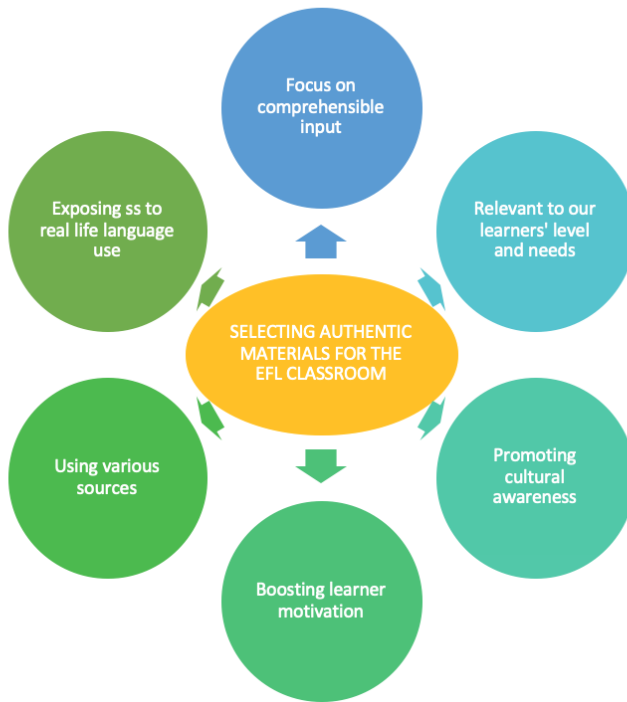 Focus on
comprehensible
input
Relevant to our
learners' level
and needs
Promoting
cultural
awareness
Boosting learner
motivation
Using various
sources
Exposing ss to
real life language
use
SELECTING AUTHENTIC
MATERIALS FOR THE
EFL CLASSROOM